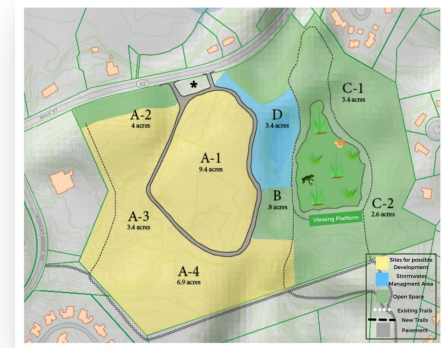 C-1
3.4 acres
62
MAIN ST
*
A-2
4 acres
D
3.4 acres
A-1
9.4 acres
B
.8 acres
C-2
2.6 acres
Viewing Platform
A-3
3.4 acres
A-4
6.9 acres
Sites for possible
Development
Stormwater
Managment Area
Open Space
Existing Trails
New Trails
Pavement